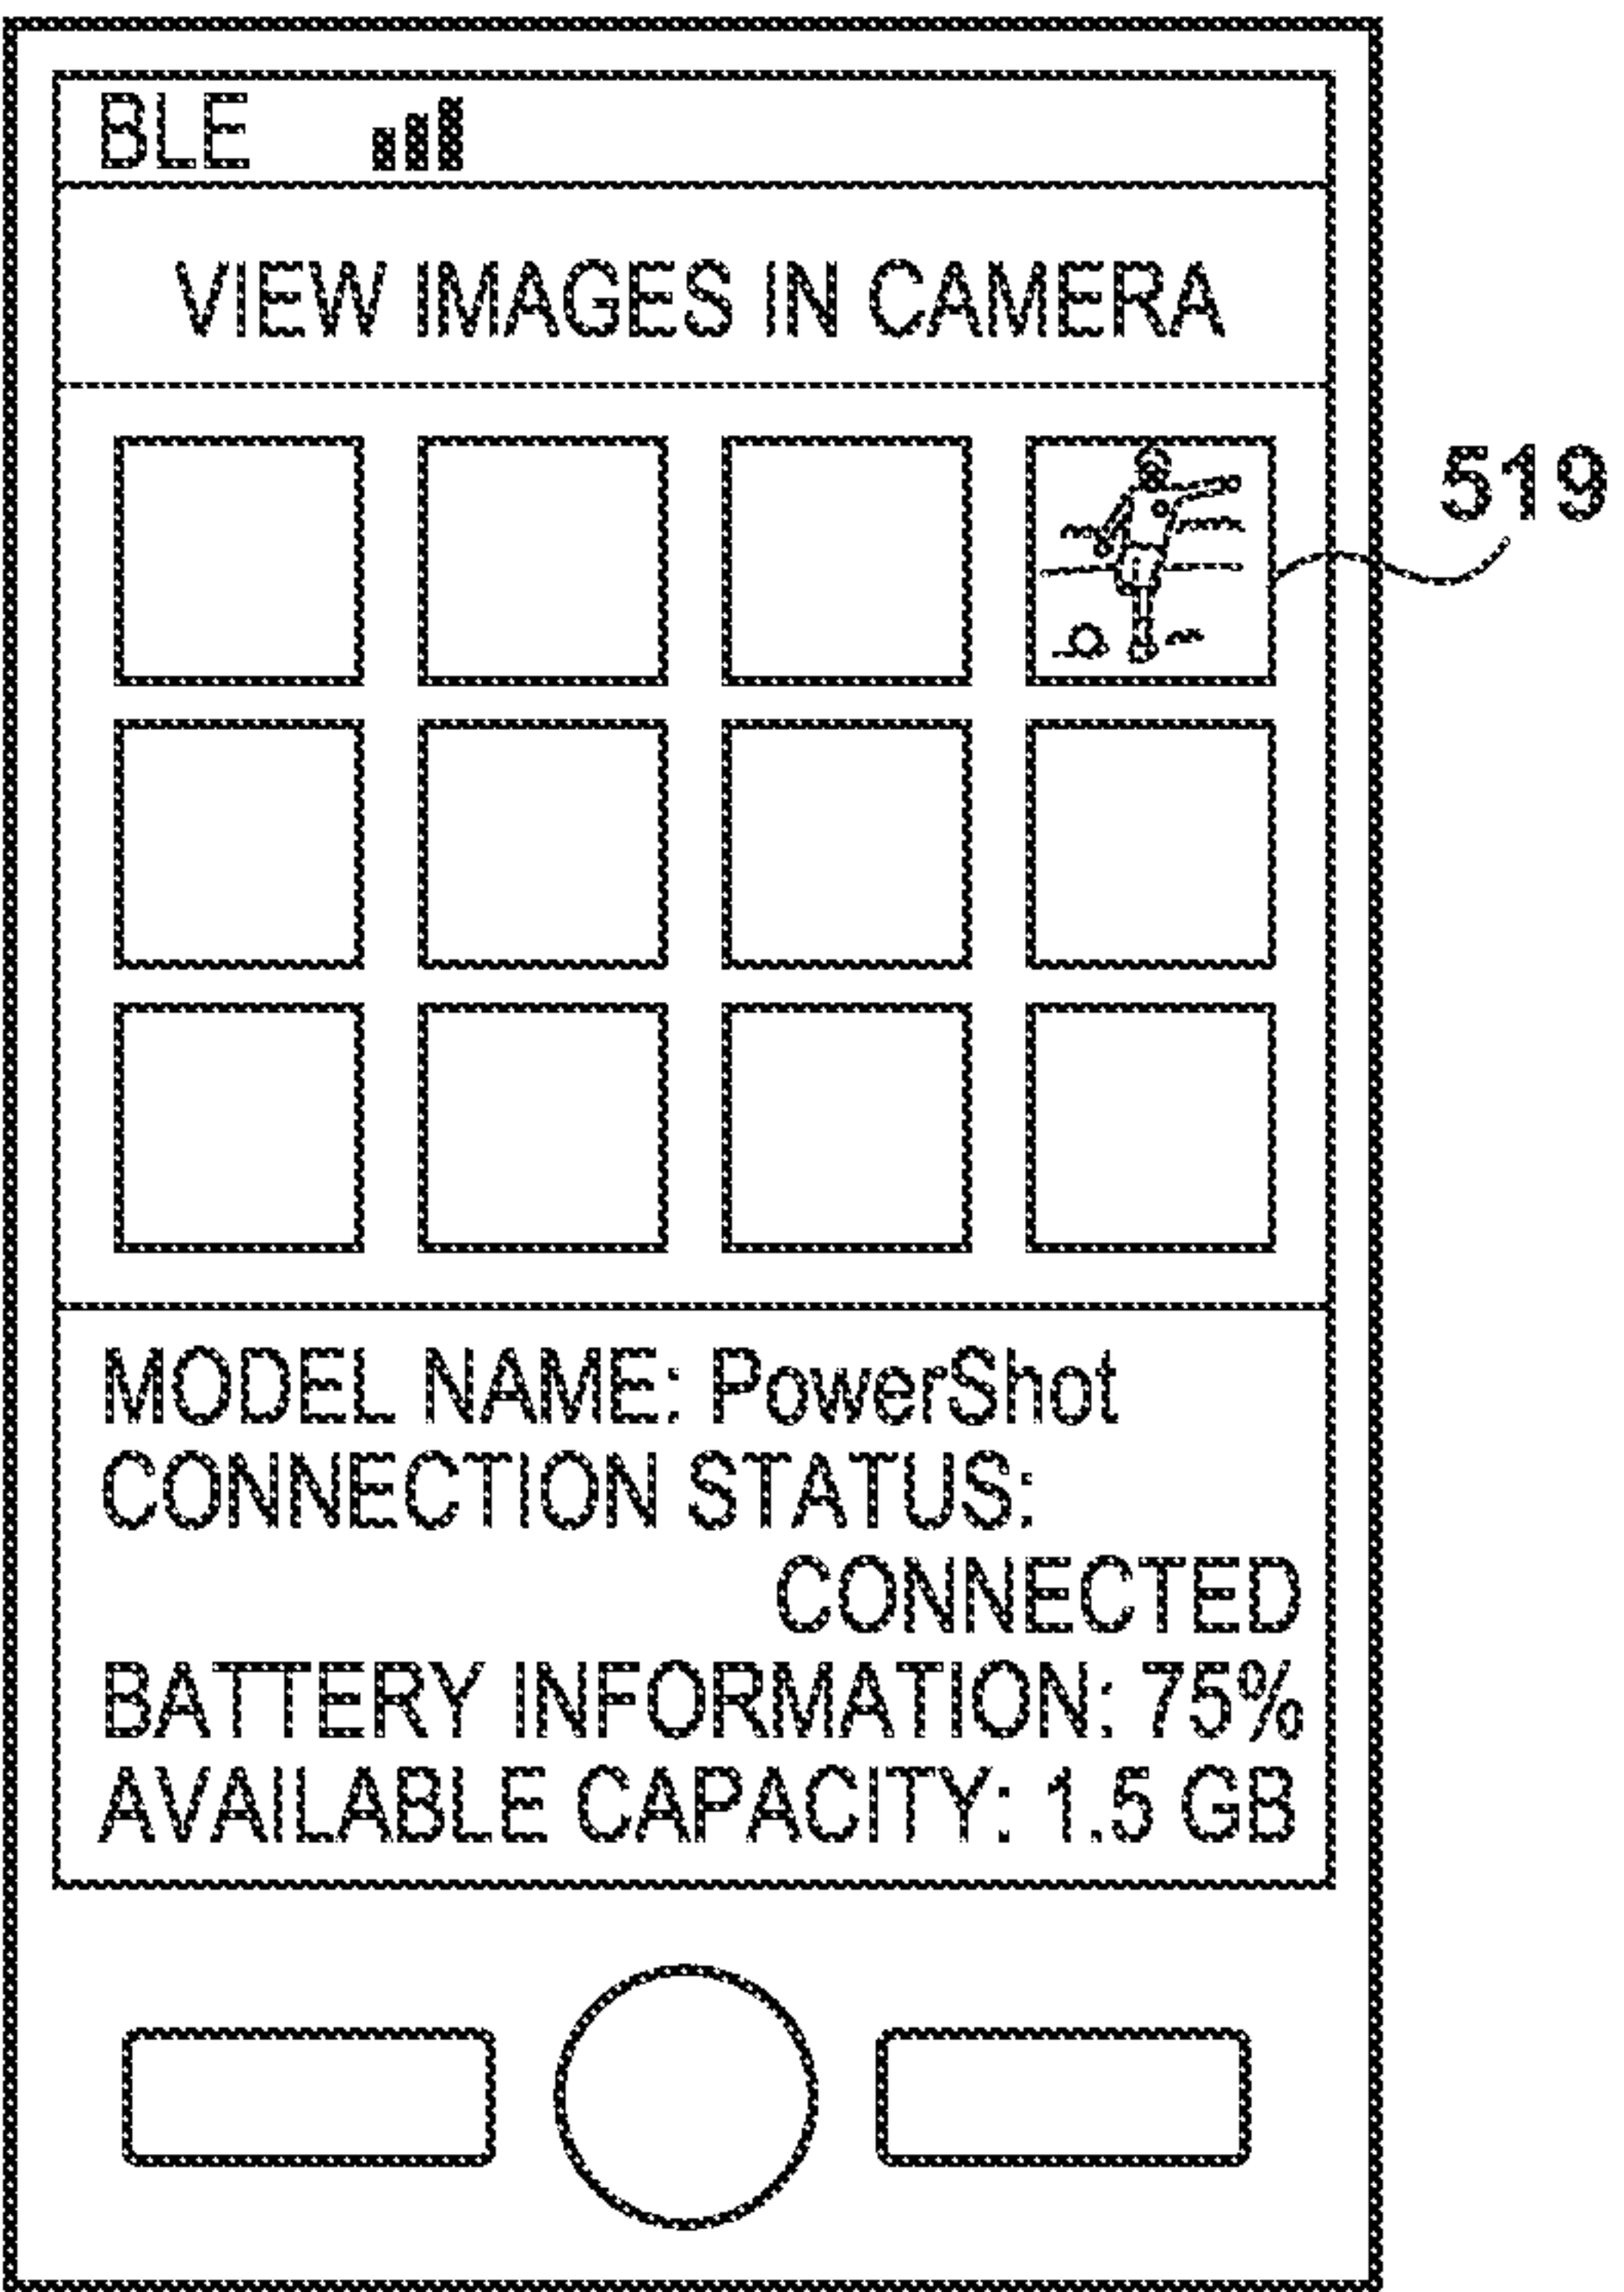 BLE
VIEW IMAGES IN CAMERA
519
MODEL NAME: PowerShot
CONNECTION STATUS:
CONNECTED
BATTERY INFORMATION: 75%
AVAILABLE CAPACITY: 1.5 GB